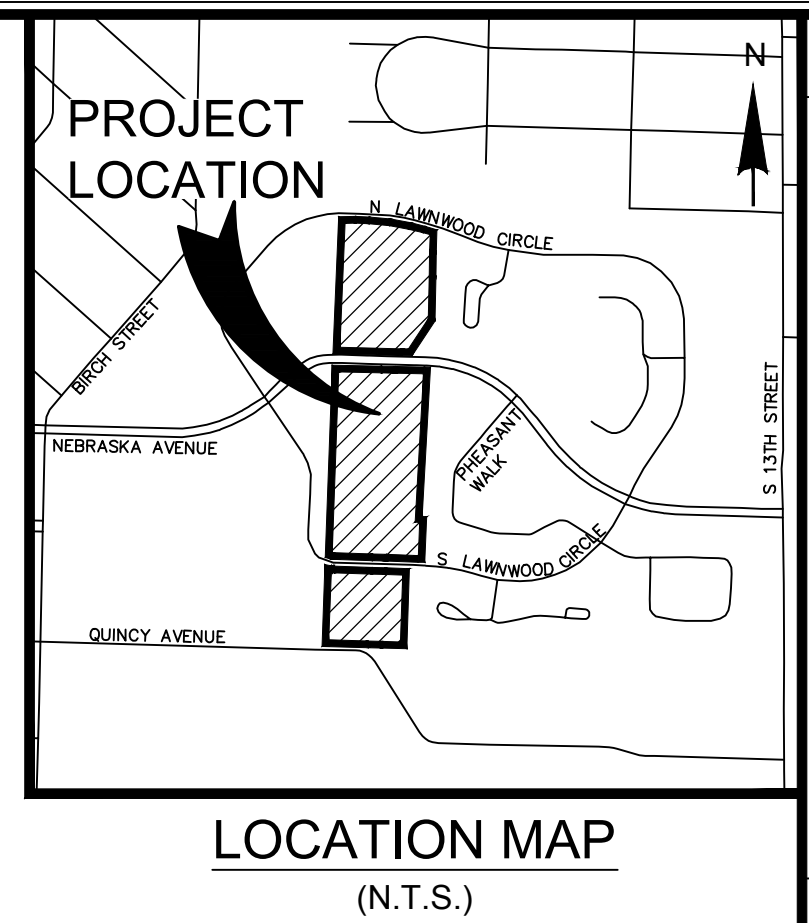 N
PROJECT
LOCATION
N LAWNWOOD CIRCLE
BIRCH STREET
NEBRASKA AVENUE
PHEASANT
WALK
S 13TH STREET
S LAWNWOOD CIRCLE
QUINCY AVENUE
LOCATION MAP
(N.T.S.)